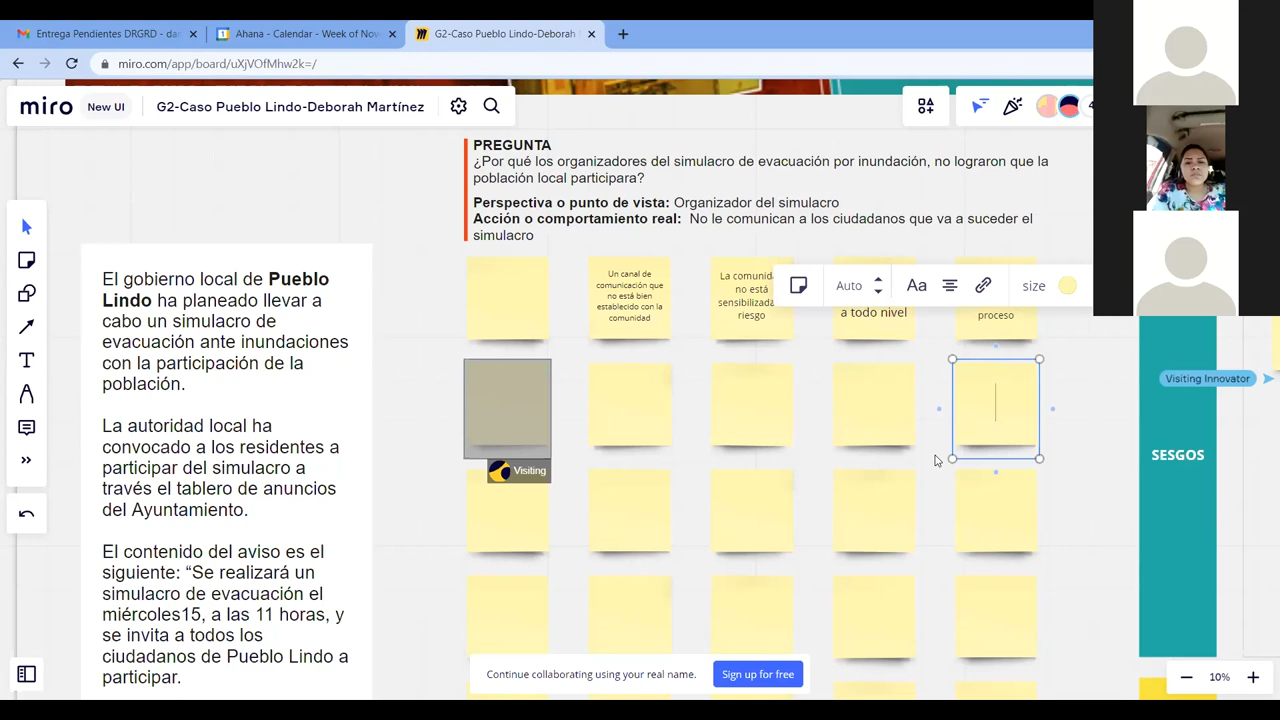 Entrega Pendientes DRGRD - dan
Ahana - Calendar - Week of Nov
G2-Caso Pueblo Lindo-Deborah
miro.com/app/board/uXjVOfMhw2k=/
miro
New UI
G2-Caso Pueblo Lindo-Deborah Martínez
PREGUNTA
¿Por qué los organizadores del simulacro de evacuación por inundación, no lograron que la
población local participara?
Perspectiva o punto de vista: Organizador del simulacro
Acción o comportamiento real: No le comunican a los ciudadanos que va a suceder el
simulacro
El gobierno local de Pueblo
Lindo ha planeado llevar a
cabo un simulacro de
evacuación ante inundaciones
con la participación de la
población.
La autoridad local ha
convocado a los residentes a
participar del simulacro a
través el tablero de anuncios
del Ayuntamiento.
El contenido del aviso es el
siguiente: “Se realizará un
simulacro de evacuación el
miércoles15, a las 11 horas, y
se invita a todos los
ciudadanos de Pueblo Lindo a
participar.
Un canal de
comunicación que
no está bien
establecido con la
comunidad
La comunida
no está
sensibilizada
riesgo
a todo nivel
proceso
Auto
Aa
size
Visiting
Visiting Innovator
SESGOS
Continue collaborating using your real name.
Sign up for free
10%